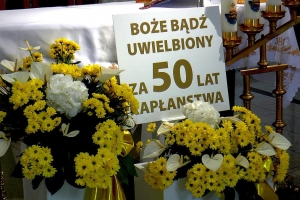 BOŻE BĄDŹ
UWIELBIONY
ZA 50 LAT
KAPŁAŃSTWA